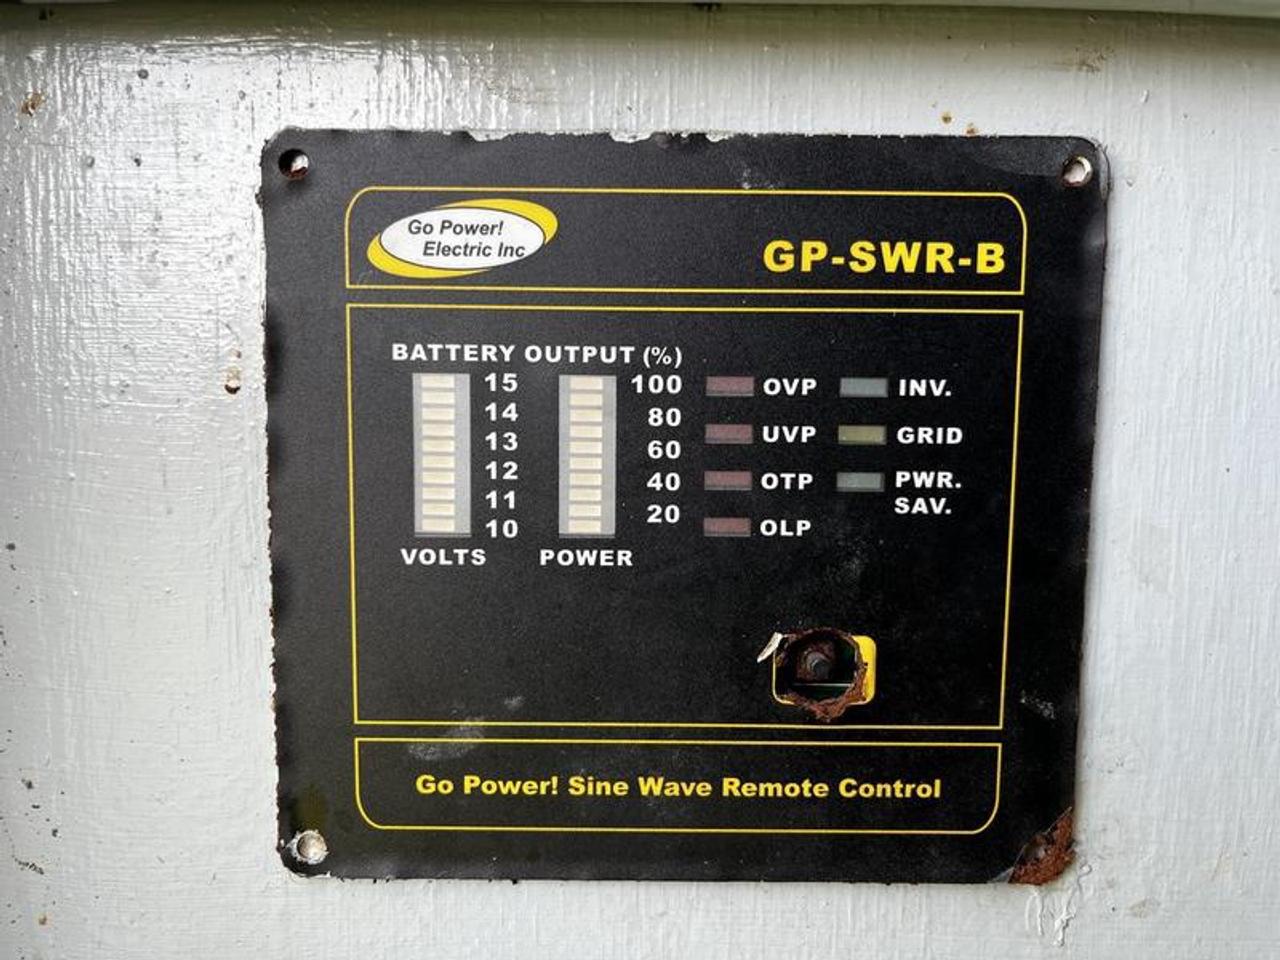 Go Power!
Electric Inc
GP-SWR-B
BATTERY OUTPUT (%)
15 100 OVP INV.
14 80
13 60 UVP GRID
12 40 OTP PWR.
SAV.
11 20
10 OLP
VOLTS POWER
Go Power! Sine Wave Remote Control